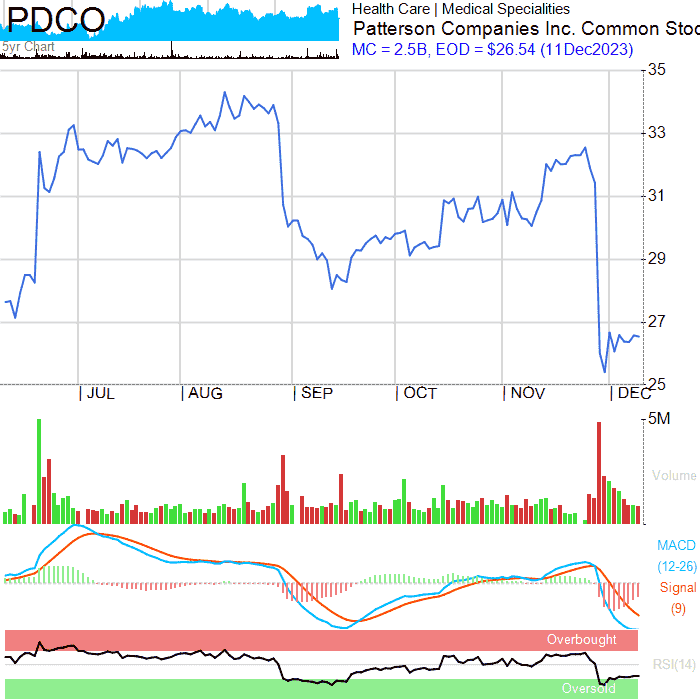 PDCO
5yr Chart
Health Care | Medical Specialities
Patterson Companies Inc. Common Stoc
MC = 2.5B, EOD = $26.54 (11Dec2023)
35
33
31
29
27
25
| JUL | AUG | SEP | OCT | NOV | DEC
5M
Volume
MACD
(12-26)
Signal
(9)
Overbought
RSI(14)
Oversold